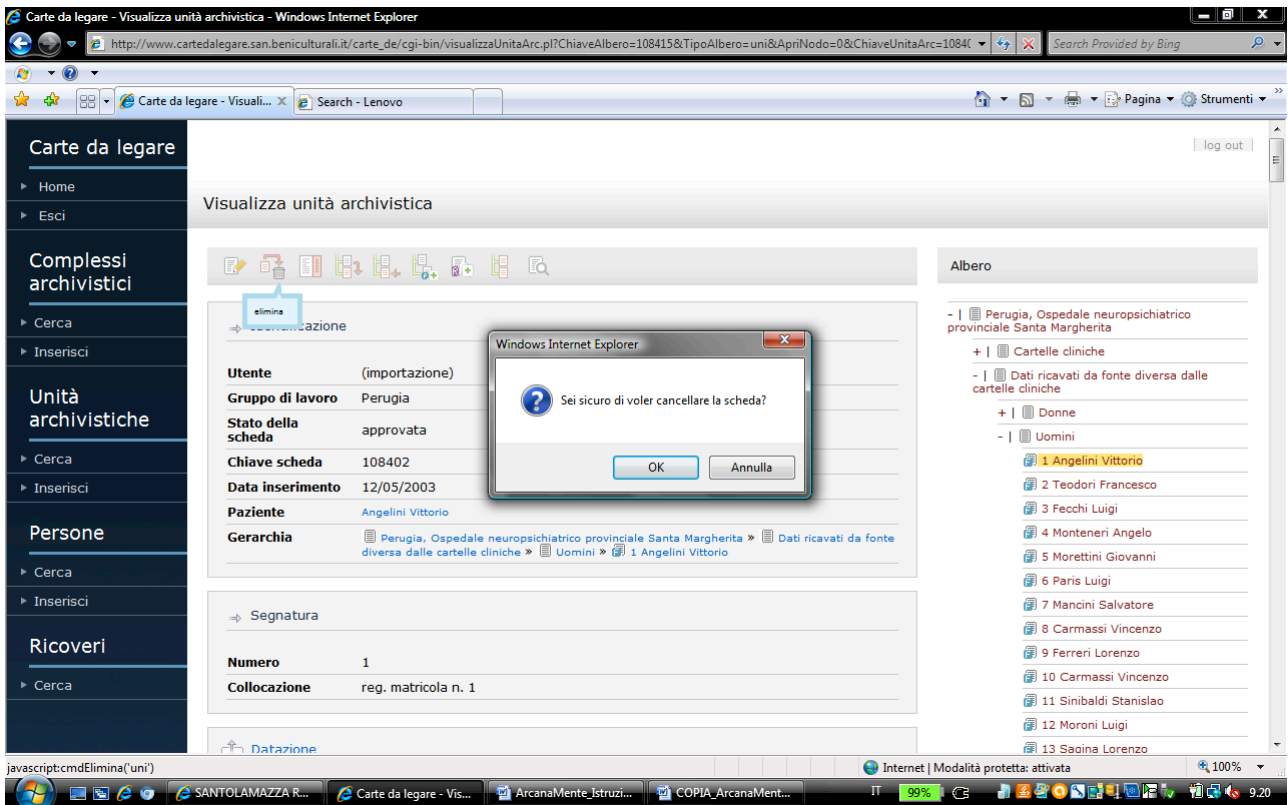 Carte da legare - Visualizza unità archivistica - Windows Internet Explorer
http://www.cartedalegare.san.beniculturali.it/carte_de/cgi-bin/visualizzaUnitaArc.pl?ChiaveAlbero=108415&TipoAlbero=uni&ApriNodo=0&ChiaveUnitaArc=1084
Search Provided by Bing
Carte da legare - Visuali...
Search - Lenovo
Pagina
Strumenti
Carte da legare
Home
Esci
Complessi
archivistici
Cerca
Inserisci
Unità
archivistiche
Cerca
Inserisci
Persone
Cerca
Inserisci
Ricoveri
Cerca
log out
Visualizza unità archivistica
elimina
Utente (importazione)
Gruppo di lavoro Perugia
Stato della
scheda approvata
Chiave scheda 108402
Data inserimento 12/05/2003
Paziente Angelini Vittorio
Gerarchia Perugia, Ospedale neuropsichiatrico provinciale Santa Margherita » Dati ricavati da fonte
diversa dalle cartelle cliniche » Uomini » 1 Angelini Vittorio
Segnatura
Numero 1
Collocazione reg. matricola n. 1
Datazione
Windows Internet Explorer
Sei sicuro di voler cancellare la scheda?
OK Annulla
Albero
- | Perugia, Ospedale neuropsichiatrico
provinciale Santa Margherita
+ | Cartelle cliniche
- | Dati ricavati da fonte diversa dalle
cartelle cliniche
+ | Donne
- | Uomini
1 Angelini Vittorio
2 Teodori Francesco
3 Fecchi Luigi
4 Monteneri Angelo
5 Morettini Giovanni
6 Paris Luigi
7 Mancini Salvatore
8 Carmassi Vincenzo
9 Ferreri Lorenzo
10 Carmassi Vincenzo
11 Sinibaldi Stanislao
12 Moroni Luigi
13 Sagina Lorenzo
javascript:cmdElimina('uni')
Internet | Modalità protetta: attivata
100%
SANTOLAMAZZA R...
Carte da legare - Vis...
ArcanaMente_Istruzi...
COPIA_ArcanaMent...
IT
99%
9.20